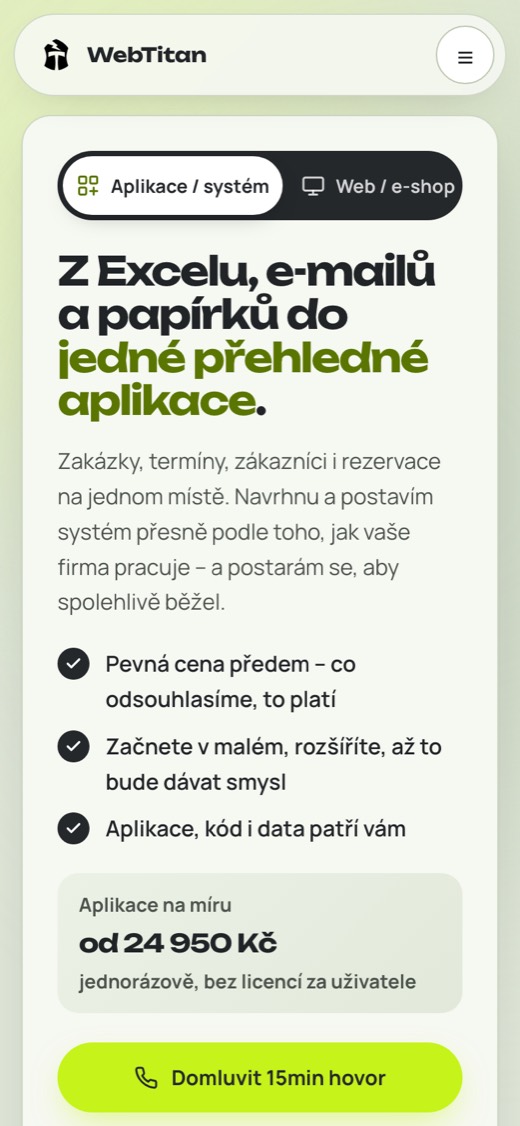 WebTitan
Aplikace / systém
Web / e-shop
Z Excelu, e-mailů
a papírků do
jedné přehledné
aplikace.
Zakázky, termíny, zákazníci i rezervace
na jednom místě. Navrhnu a postavím
systém přesně podle toho, jak vaše
firma pracuje – a postarám se, aby
spolehlivě běžel.
Pevná cena předem – co
odsouhlasíme, to platí
Začnete v malém, rozšíříte, až to
bude dávat smysl
Aplikace, kód i data patří vám
Aplikace na míru
od 24 950 Kč
jednorázově, bez licencí za uživatele
Domluvit 15min hovor